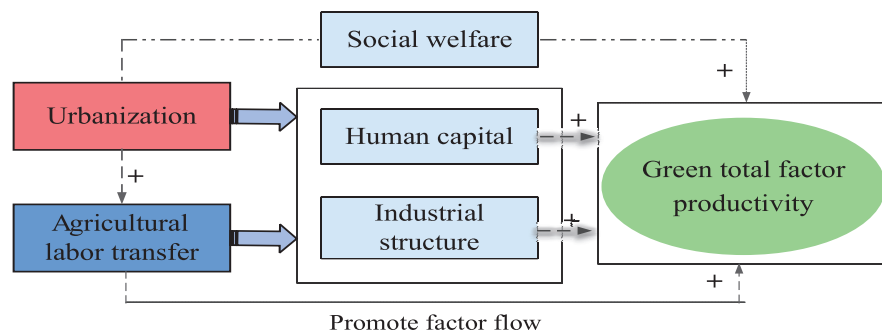 Social welfare
+
Urbanization
Human capital
+
+
Agricultural
labor transfer
Industrial
structure
+
Green total factor
productivity
+
Promote factor flow